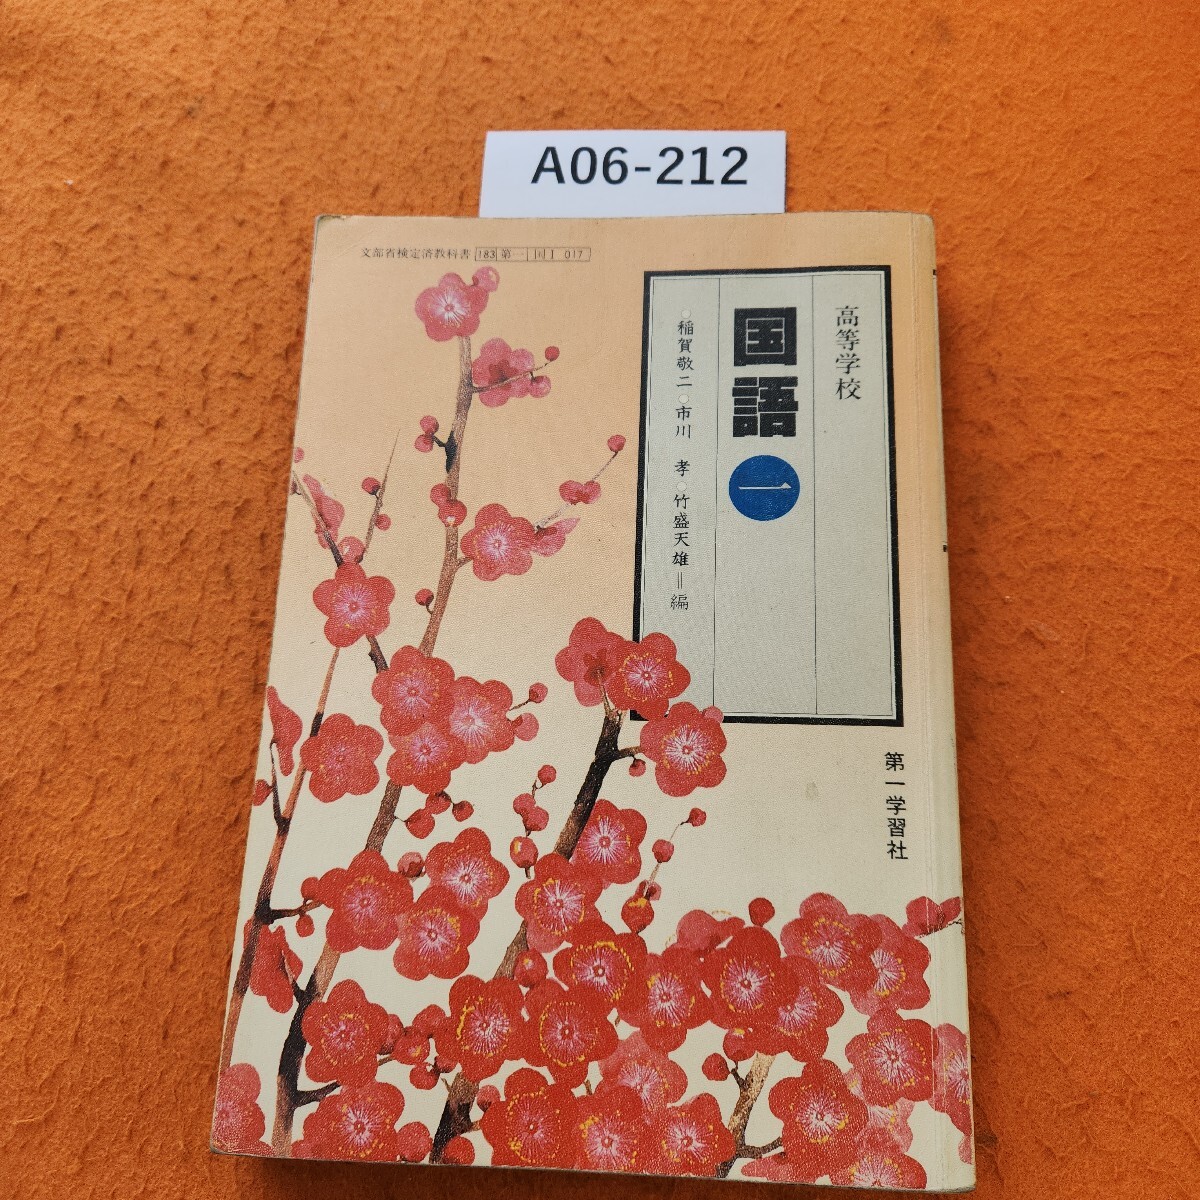 A06-212
文部省検定済教科書 183 第一 国I 017
高等学校
国語 一
稲賀敬二 市川 孝 竹盛天雄=編
第一学習社